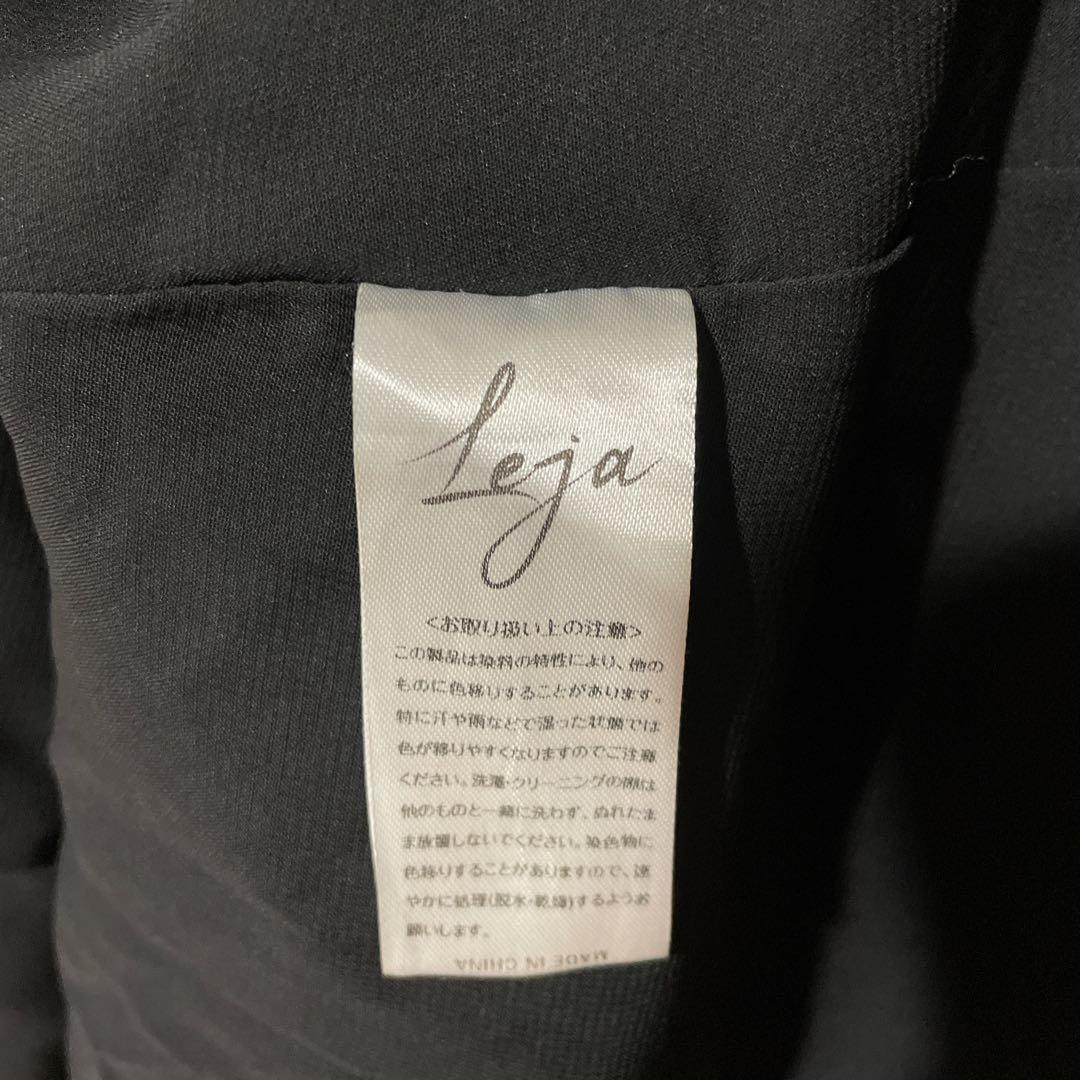 Leja
<お取り扱い上の注意>
この製品は染料の特性により、他の
ものに色移りすることがあります。
特に汗や雨などで湿った状態では
色が移りやすくなりますのでご注意
ください。洗濯・クリーニングの際は
他のものと一緒に洗わず、ぬれたま
ま放置しないでください。染色物に
色移りすることがありますので、速
やかに処理(脱水・乾燥)するようお
願いします。
MADE IN CHINA